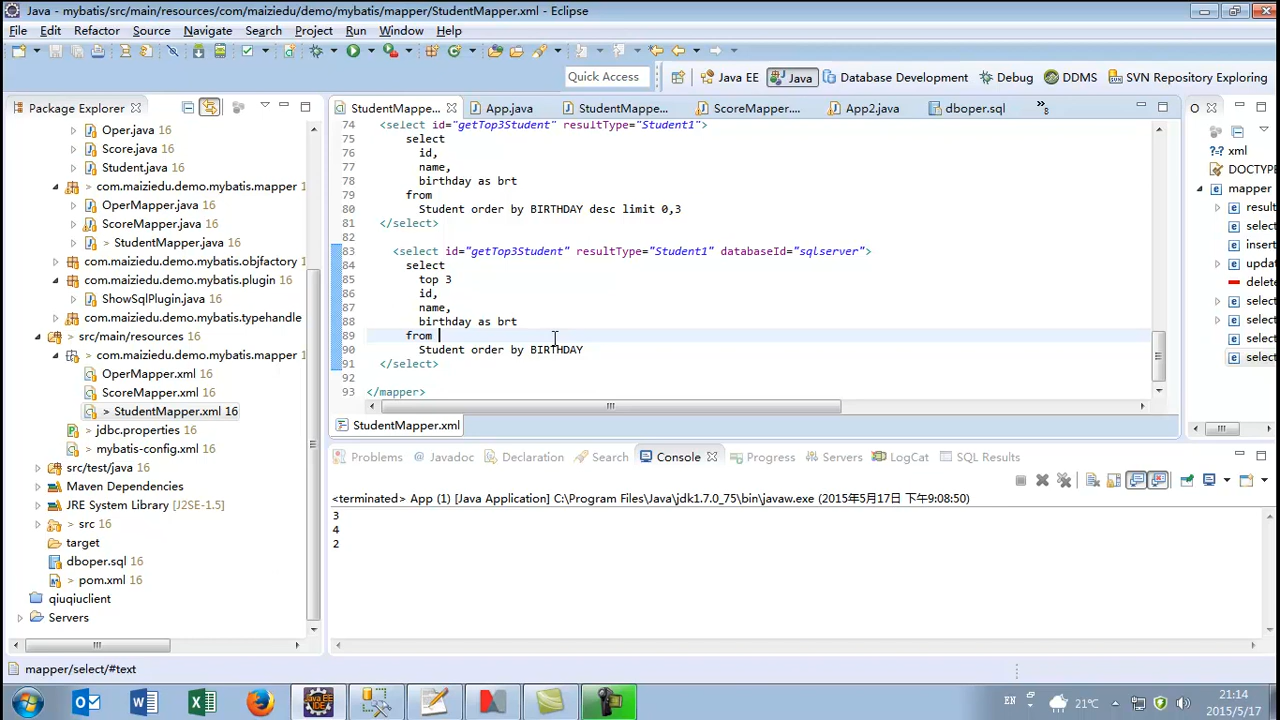 Java - mybatis/src/main/resources/com/maiziedu/demo/mybatis/mapper/StudentMapper.xml - Eclipse
File Edit Refactor Source Navigate Search Project Run Window Help
Quick Access Java EE Java Database Development Debug DDMS SVN Repository Exploring
Package Explorer
Oper.java 16
Score.java 16
Student.java 16
> com.maiziedu.demo.mybatis.mapper 1
OperMapper.java 16
ScoreMapper.java 16
> StudentMapper.java 16
com.maiziedu.demo.mybatis.objfactory
com.maiziedu.demo.mybatis.plugin 16
ShowSqlPlugin.java 16
com.maiziedu.demo.mybatis.typehandle
> src/main/resources 16
> com.maiziedu.demo.mybatis.mapper 1
OperMapper.xml 16
ScoreMapper.xml 16
> StudentMapper.xml 16
jdbc.properties 16
mybatis-config.xml 16
src/test/java 16
Maven Dependencies
JRE System Library [J2SE-1.5]
> src 16
target
dboper.sql 16
> pom.xml 16
qiuqiuclient
Servers
StudentMappe... App.java StudentMappe... ScoreMapper.... App2.java dboper.sql
74 <select id="getTop3Student" resultType="Student1">
75 select
76 id,
77 name,
78 birthday as brt
79 from
80 Student order by BIRTHDAY desc limit 0,3
81 </select>
82
83 <select id="getTop3Student" resultType="Student1" databaseId="sqlserver">
84 select
85 top 3
86 id,
87 name,
88 birthday as brt
89 from
90 Student order by BIRTHDAY
91 </select>
92
93 </mapper>
StudentMapper.xml
O
xml
DOCTYPE
mapper
result
select
insert
updat
delet
select
select
select
Problems Javadoc Declaration Search Console Progress Servers LogCat SQL Results
<terminated> App (1) [Java Application] C:\Program Files\Java\jdk1.7.0_75\bin\javaw.exe (2015年5月17日 下午9:08:50)
3
4
2
mapper/select/#text
EN 21℃ 21:14
2015/5/17